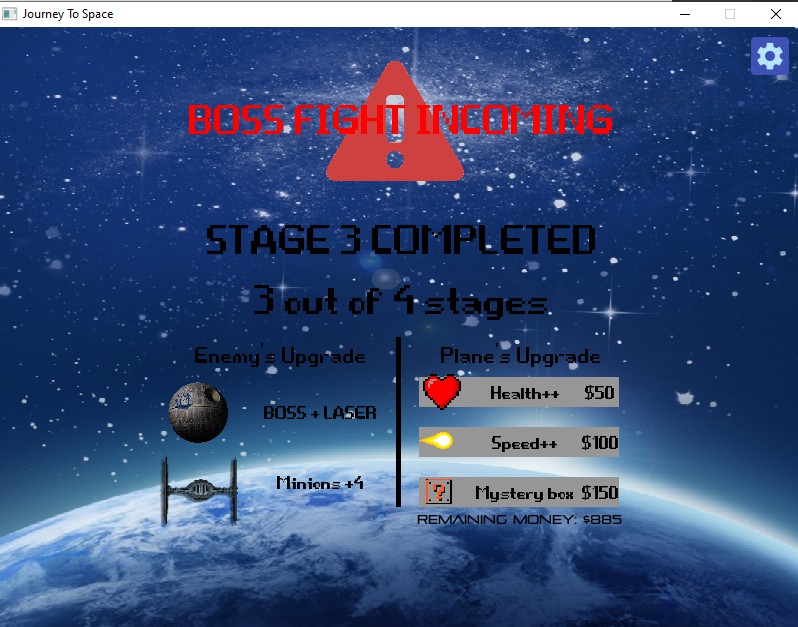 Journey To Space
BOSS FIGHT INCOMING
STAGE 3 COMPLETED
3 out of 4 stages
Enemy's Upgrade
BOSS + LASER
Minions +4
Plane's Upgrade
Health++ $50
Speed++ $100
? Mystery box $150
REMAINING MONEY: $885